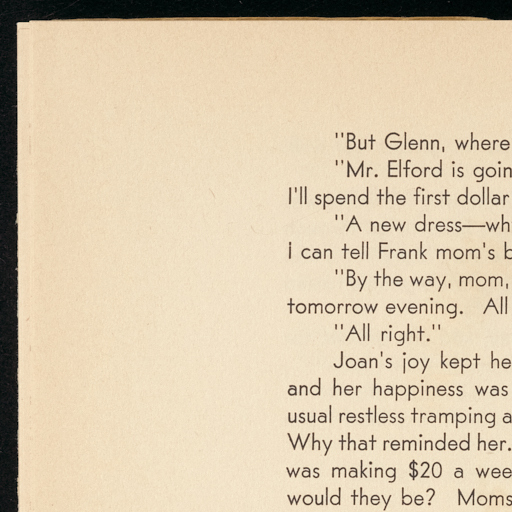 "But Glenn, where
"Mr. Elford is goin
I'll spend the first dollar
"A new dress—wh
i can tell Frank mom's b
"By the way, mom,
tomorrow evening. All
"All right."
Joan's joy kept he
and her happiness was
usual restless tramping a
Why that reminded her.
was making $20 a wee
would they be? Moms